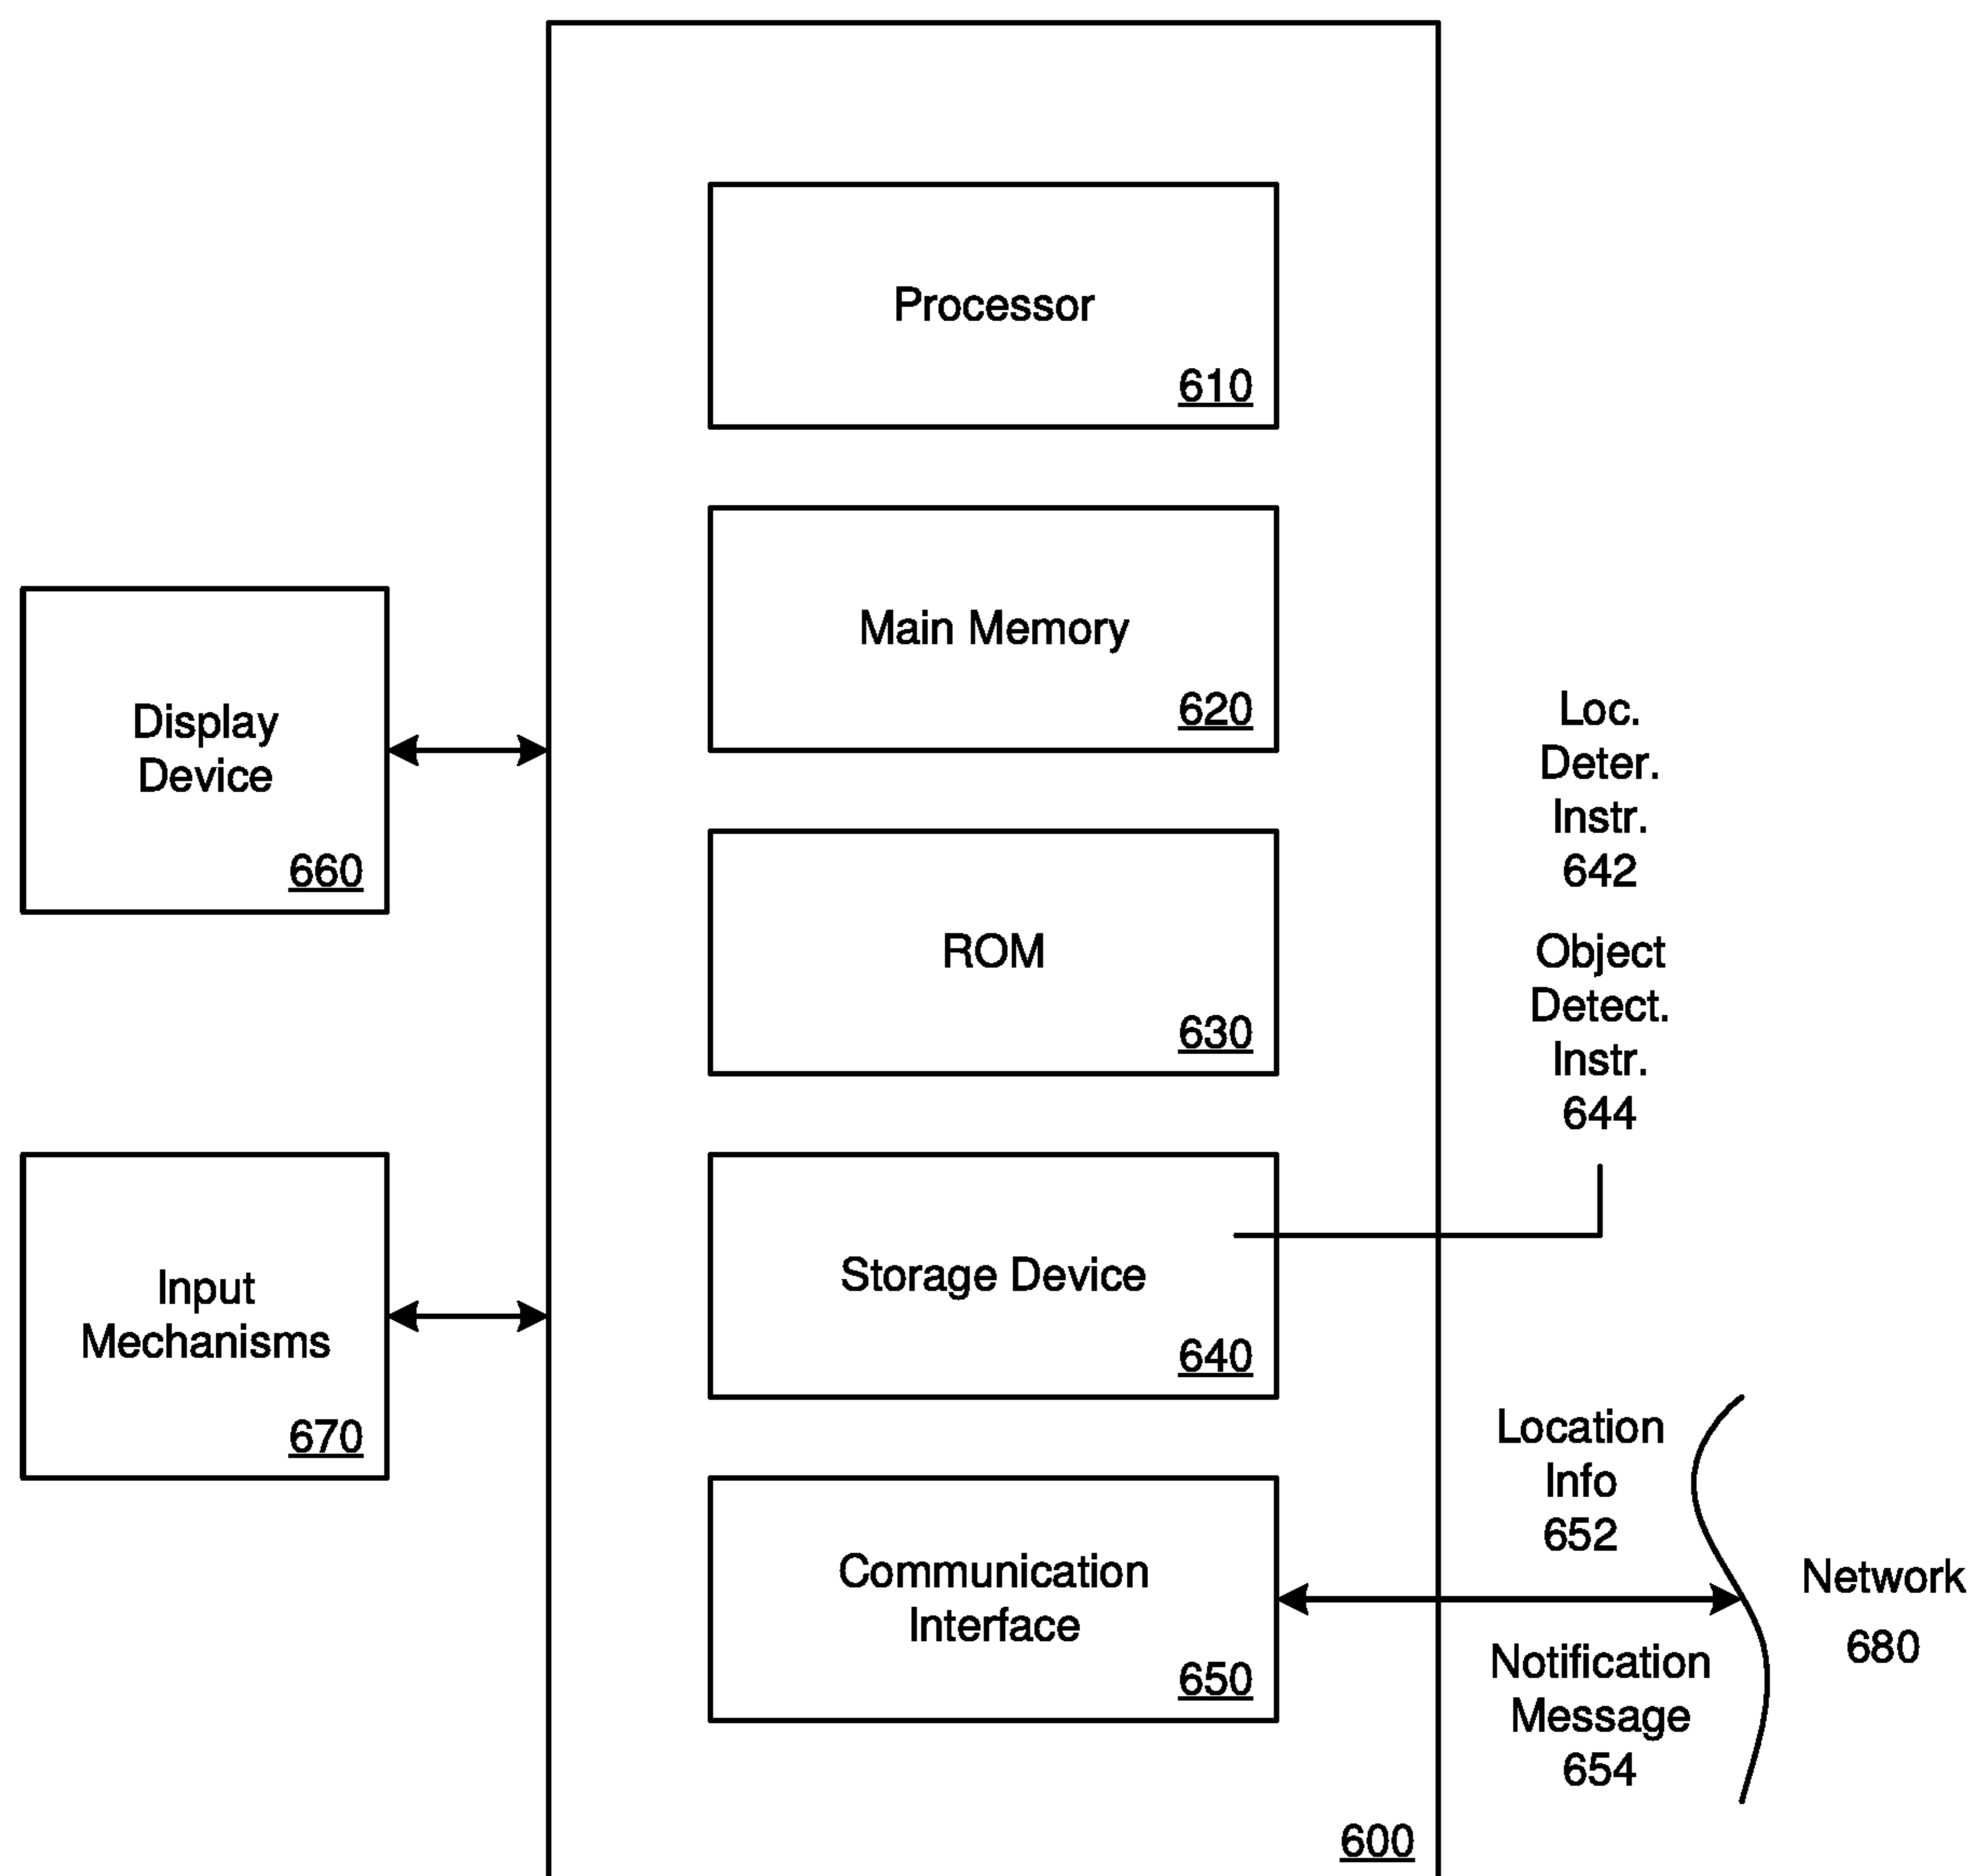 Processor
610
Main Memory
620
Display
Device
660
Loc.
Deter.
Instr.
642
ROM
630
Object
Detect.
Instr.
644
Input
Mechanisms
670
Storage Device
640
Location
Info
652
Communication
Interface
650
Network
680
Notification
Message
654
600